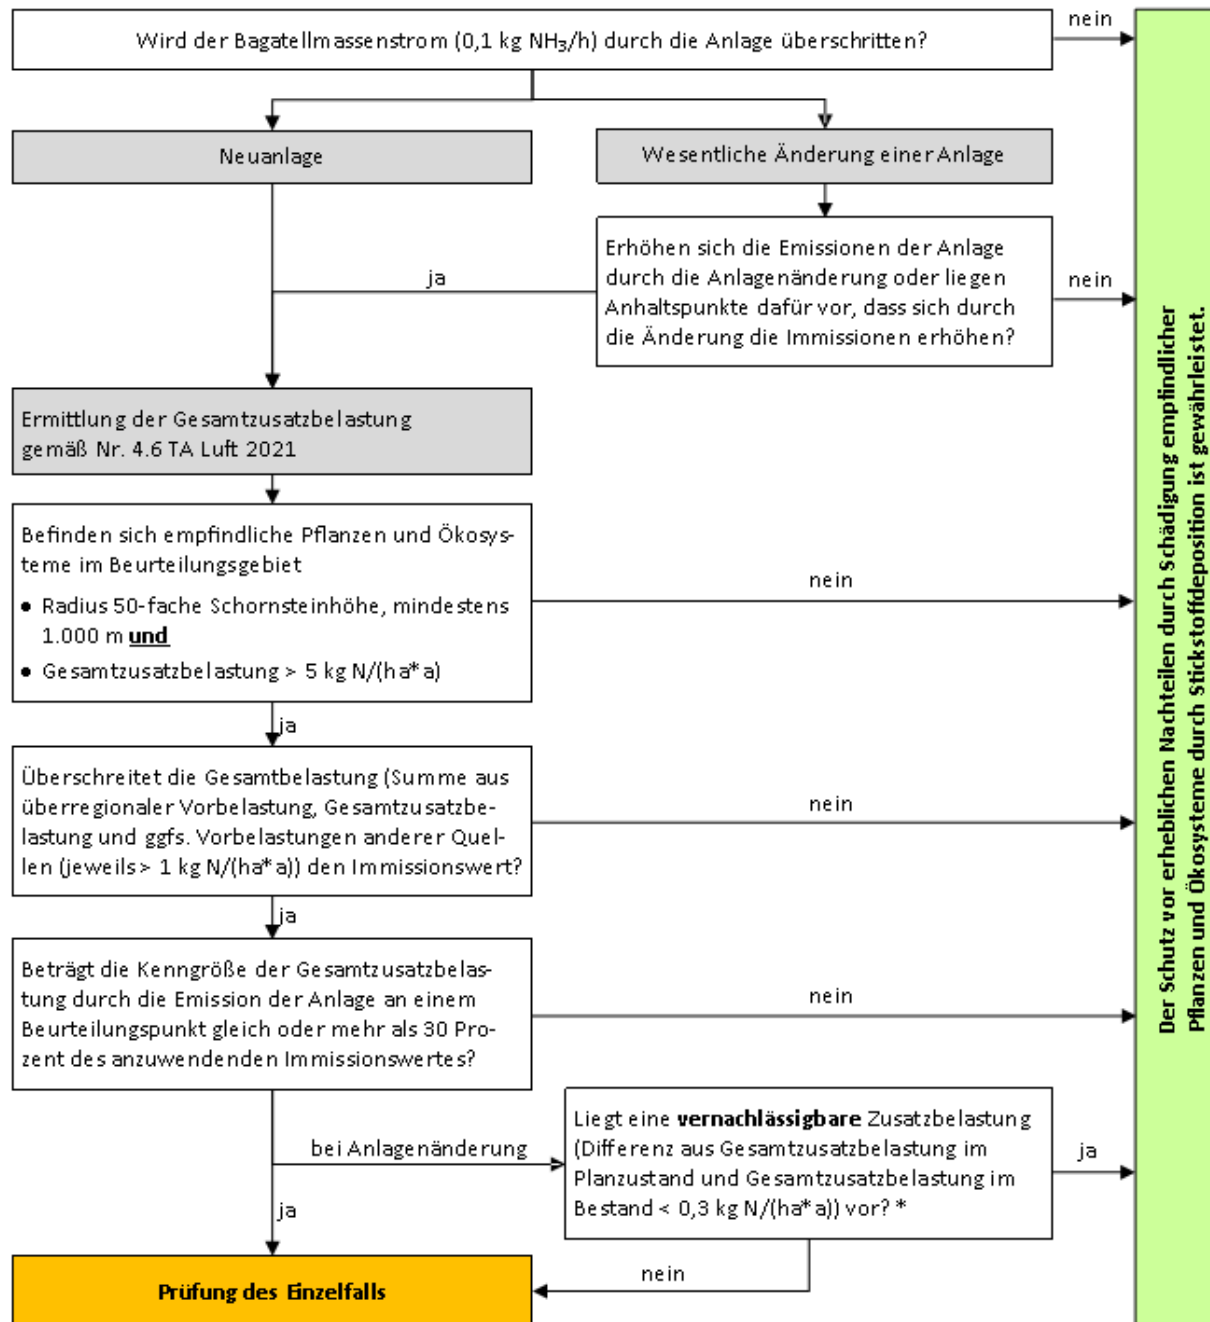 Wird der Bagatellmassenstrom (0,1 kg NH₃/h) durch die Anlage überschritten?
nein
Neuanlage
Wesentliche Änderung einer Anlage
Erhöhen sich die Emissionen der Anlage
durch die Anlagenänderung oder liegen
Anhaltspunkte dafür vor, dass sich durch
die Änderung die Immissionen erhöhen?
ja
nein
Ermittlung der Gesamtzusatzbelastung
gemäß Nr. 4.6 TA Luft 2021
Befinden sich empfindliche Pflanzen und Ökosys-
teme im Beurteilungsgebiet
● Radius 50-fache Schornsteinhöhe, mindestens
1.000 m und
● Gesamtzusatzbelastung > 5 kg N/(ha*a)
nein
ja
Überschreitet die Gesamtbelastung (Summe aus
überregionaler Vorbelastung, Gesamtzusatzbe-
lastung und ggfs. Vorbelastungen anderer Quel-
len (jeweils > 1 kg N/(ha*a)) den Immissionswert?
nein
ja
Beträgt die Kenngröße der Gesamtzusatzbelas-
tung durch die Emission der Anlage an einem
Beurteilungspunkt gleich oder mehr als 30 Pro-
zent des anzuwendenden Immissionswertes?
nein
bei Anlagenänderung
Liegt eine vernachlässigbare Zusatzbelastung
(Differenz aus Gesamtzusatzbelastung im
Planzustand und Gesamtzusatzbelastung im
Bestand < 0,3 kg N/(ha*a)) vor? *
ja
ja
nein
Prüfung des Einzelfalls
Der Schutz vor erheblichen Nachteilen durch Schädigung empfindlicher
Pflanzen und Ökosysteme durch Stickstoffdeposition ist gewährleistet.